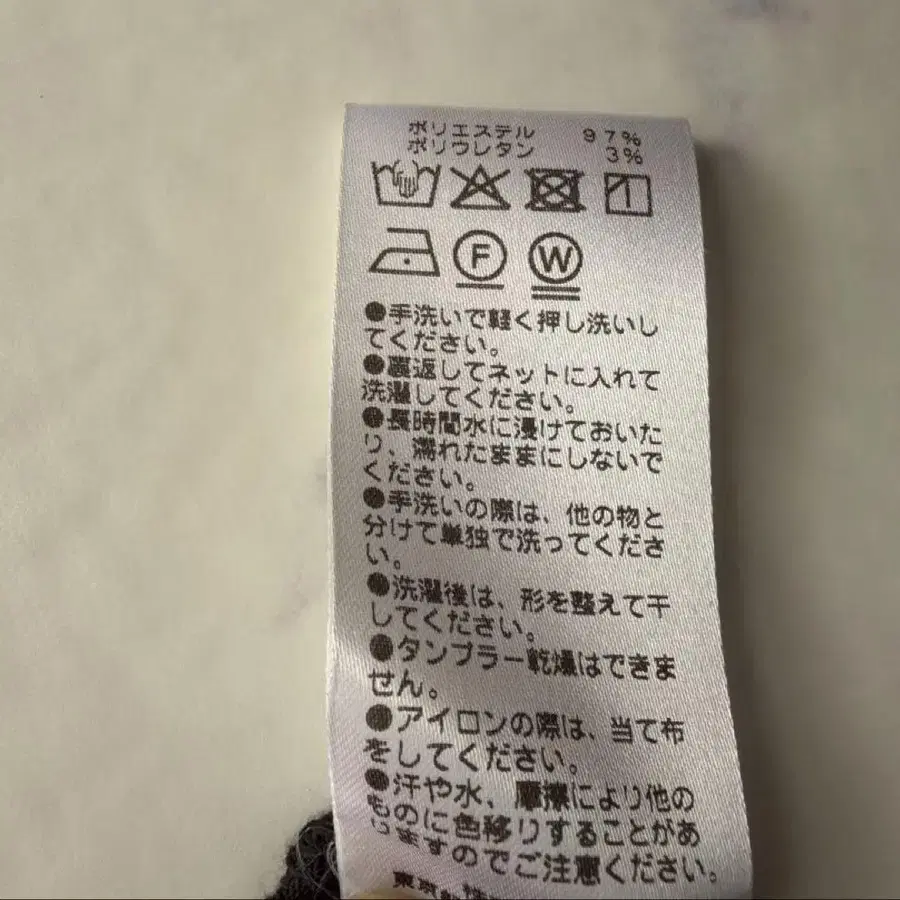 ポリエステル 97%
ポリウレタン 3%
F W
●手洗いで軽く押し洗いし
てください。
●裏返してネットに入れて
洗濯してください。
●長時間水に浸けておいた
り、濡れたままにしないで
ください。
●手洗いの際は、他の物と
分けて単独で洗ってくださ
い。
●洗濯後は、形を整えて干
してください。
●タンブラー乾燥はできま
せん。
●アイロンの際は、当て布
をしてください。
●汗や水、摩擦により他の
ものに色移りすることがあ
りますのでご注意ください。
東京